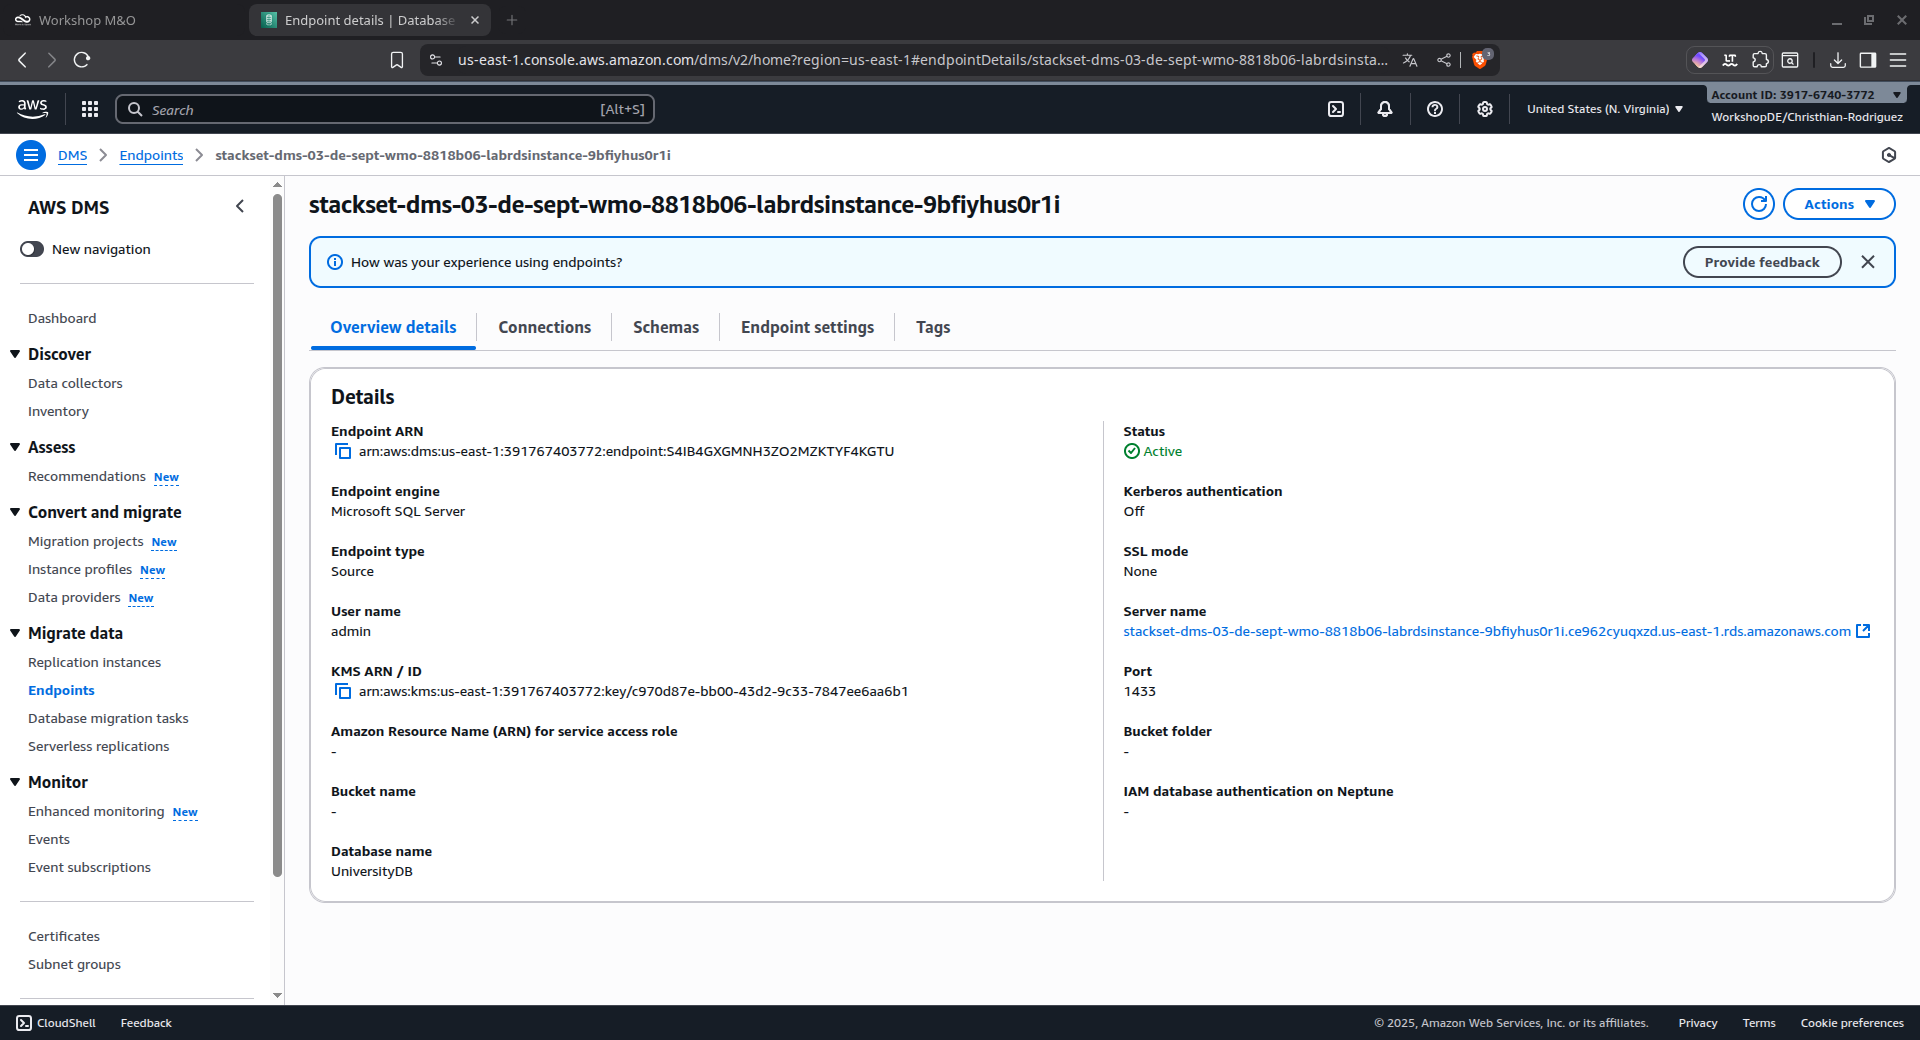 Workshop M&O
Endpoint details | Database
us-east-1.console.aws.amazon.com/dms/v2/home?region=us-east-1#endpointDetails/stackset-dms-03-de-sept-wmo-8818b06-labrdsinsta...
3
aws
Search
[Alt+S]
United States (N. Virginia)
Account ID: 3917-6740-3772
WorkshopDE/Christhian-Rodriguez
DMS
Endpoints
stackset-dms-03-de-sept-wmo-8818b06-labrdsinstance-9bfiyhus0r1i
AWS DMS
New navigation
Dashboard
Discover
Data collectors
Inventory
Assess
Recommendations New
Convert and migrate
Migration projects New
Instance profiles New
Data providers New
Migrate data
Replication instances
Endpoints
Database migration tasks
Serverless replications
Monitor
Enhanced monitoring New
Events
Event subscriptions
Certificates
Subnet groups
stackset-dms-03-de-sept-wmo-8818b06-labrdsinstance-9bfiyhus0r1i
Actions
How was your experience using endpoints?
Provide feedback
Overview details
Connections
Schemas
Endpoint settings
Tags
Details
Endpoint ARN
arn:aws:dms:us-east-1:391767403772:endpoint:S4IB4GXGMNH3ZO2MZKTYF4KGTU
Endpoint engine
Microsoft SQL Server
Endpoint type
Source
User name
admin
KMS ARN / ID
arn:aws:kms:us-east-1:391767403772:key/c970d87e-bb00-43d2-9c33-7847ee6aa6b1
Amazon Resource Name (ARN) for service access role
-
Bucket name
-
Database name
UniversityDB
Status
Active
Kerberos authentication
Off
SSL mode
None
Server name
stackset-dms-03-de-sept-wmo-8818b06-labrdsinstance-9bfiyhus0r1i.ce962cyuqxzd.us-east-1.rds.amazonaws.com
Port
1433
Bucket folder
-
IAM database authentication on Neptune
-
CloudShell
Feedback
© 2025, Amazon Web Services, Inc. or its affiliates.
Privacy
Terms
Cookie preferences